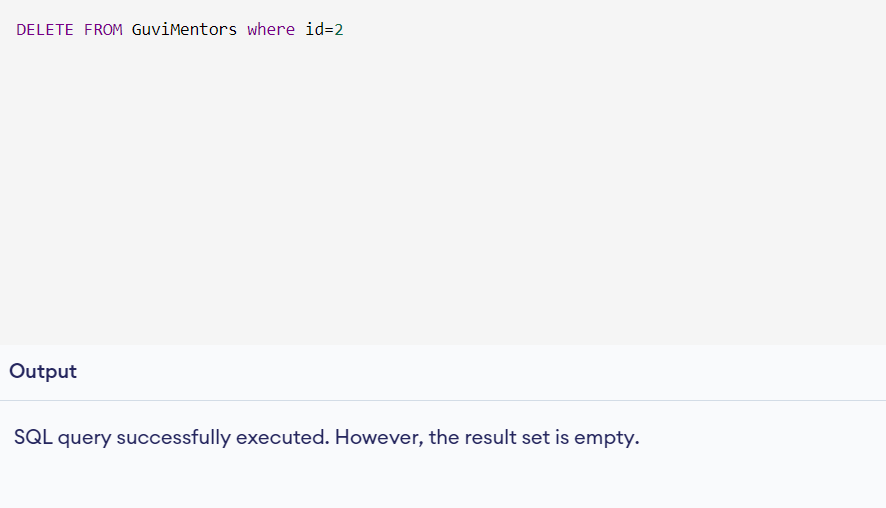 DELETE FROM GuviMentors where id=2
Output
SQL query successfully executed. However, the result set is empty.